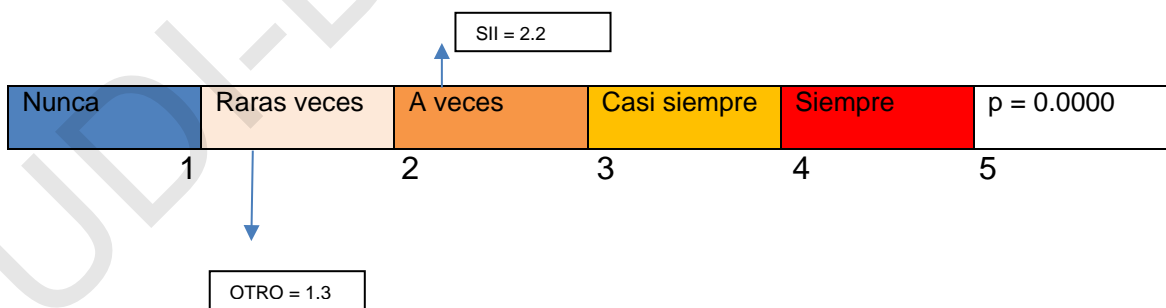 SII = 2.2
Nunca Raras veces A veces Casi siempre Siempre p = 0.0000
1 2 3 4 5
OTRO = 1.3